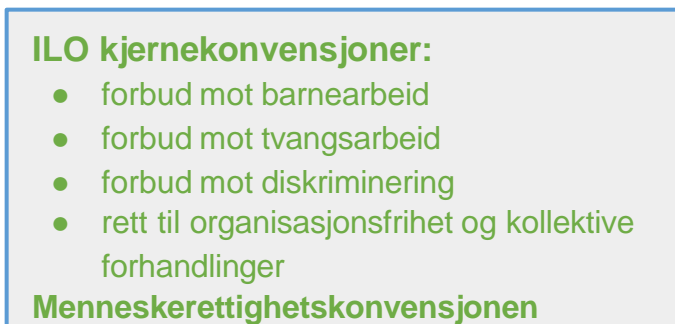 ILO kjernekonvensjoner:
● forbud mot barnearbeid
● forbud mot tvangsarbeid
● forbud mot diskriminering
● rett til organisasjonsfrihet og kollektive
forhandlinger
Menneskerettighetskonvensjonen